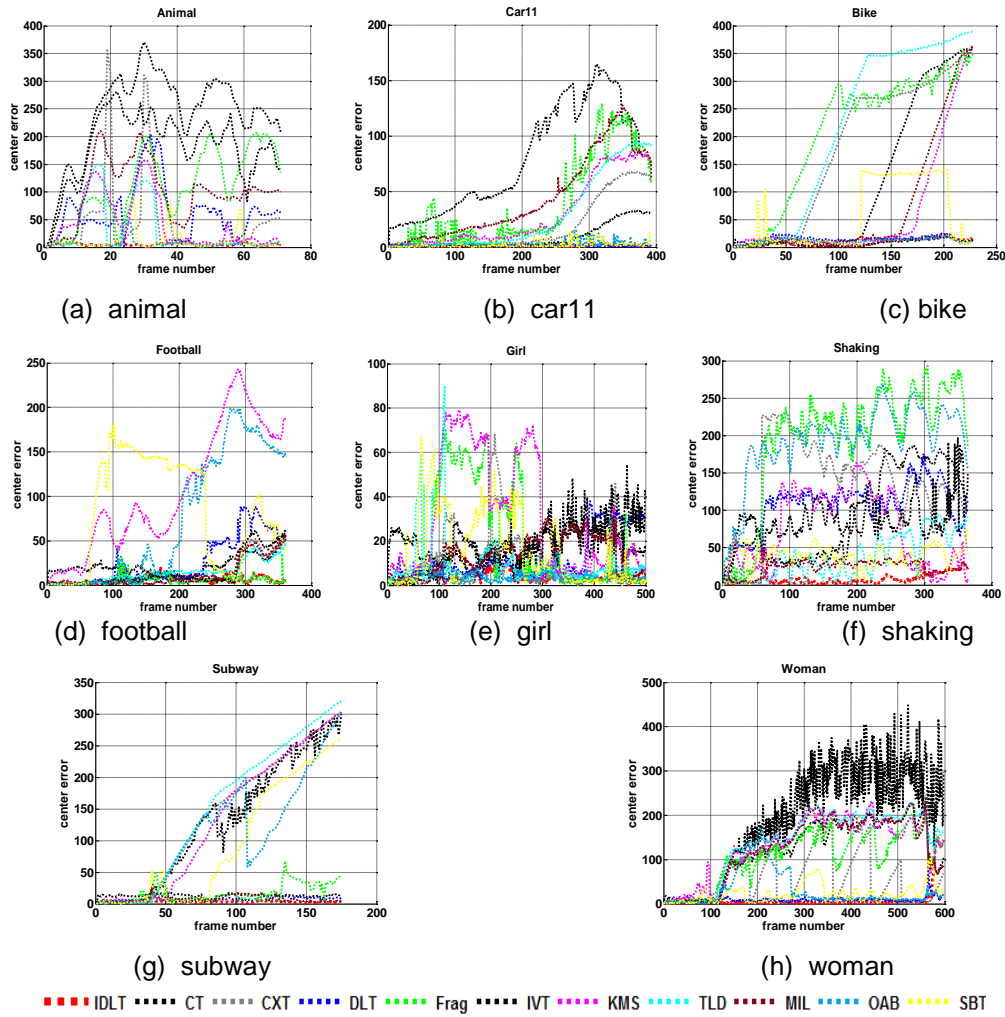 Animal
Car11
Bike
center error
400
350
300
250
200
150
100
50
0
0 20 40 60 80
frame number
center error
200
150
100
50
0
0 100 200 300 400
frame number
center error
400
350
300
250
200
150
100
50
0
0 50 100 150 200 250
frame number
(a) animal
(b) car11
(c) bike
Football
Girl
Shaking
center error
250
200
150
100
50
0
0 100 200 300 400
frame number
center error
100
80
60
40
20
0
0 100 200 300 400 500
frame number
center error
300
250
200
150
100
50
0
0 100 200 300 400
frame number
(d) football
(e) girl
(f) shaking
Subway
Woman
center error
350
300
250
200
150
100
50
0
0 50 100 150 200
frame number
center error
500
400
300
200
100
0
0 100 200 300 400 500 600
frame number
(g) subway
(h) woman
IDLT CT CXT DLT Frag IVT KMS TLD MIL OAB SBT